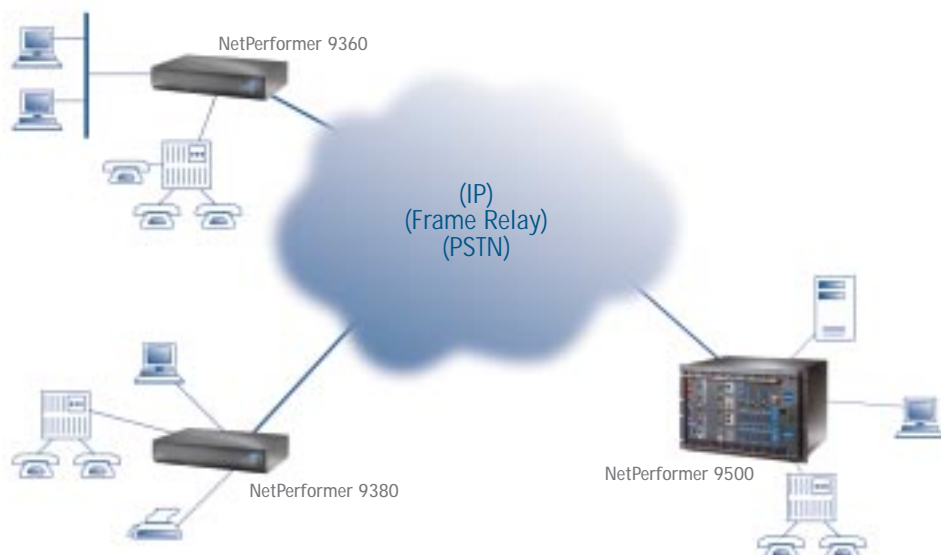 NetPerformer 9360
(IP)
(Frame Relay)
(PSTN)
NetPerformer 9380
NetPerformer 9500